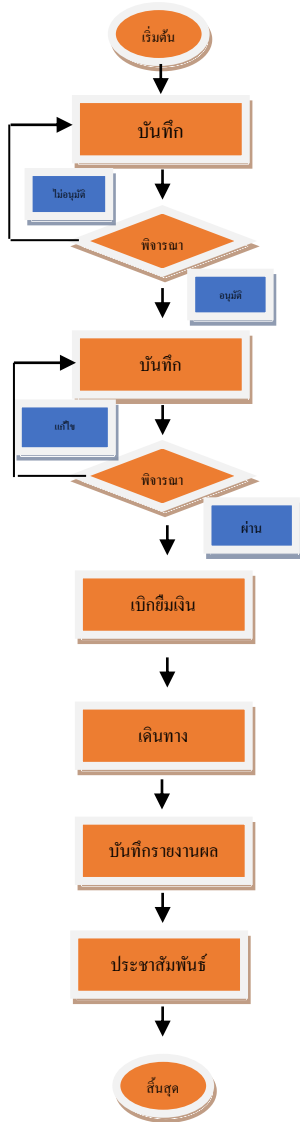 เริ่มต้น
บันทึก
ไม่อนุมัติ
พิจารณา
อนุมัติ
บันทึก
แก้ไข
พิจารณา
ผ่าน
เบิกยืมเงิน
เดินทาง
บันทึกรายงานผล
ประชาสัมพันธ์
สิ้นสุด